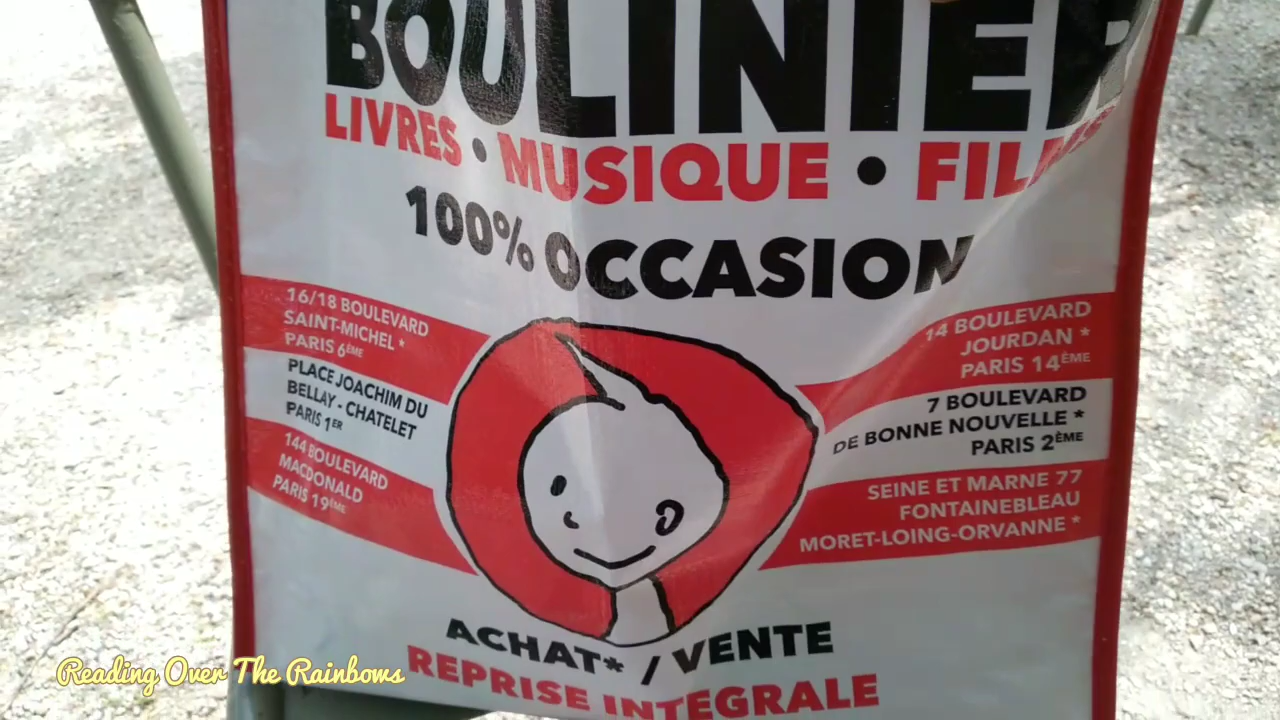 BOULINIER
LIVRES • MUSIQUE • FILMS
100% OCCASION
16/18 BOULEVARD
SAINT-MICHEL *
PARIS 6ÈME
PLACE JOACHIM DU
BELLAY - CHATELET
PARIS 1ER
144 BOULEVARD
MACDONALD
PARIS 19ÈME
14 BOULEVARD
JOURDAN *
PARIS 14ÈME
7 BOULEVARD
DE BONNE NOUVELLE *
PARIS 2ÈME
SEINE ET MARNE 77
FONTAINEBLEAU
MORET-LOING-ORVANNE *
ACHAT* / VENTE
REPRISE INTEGRALE
Reading Over The Rainbows